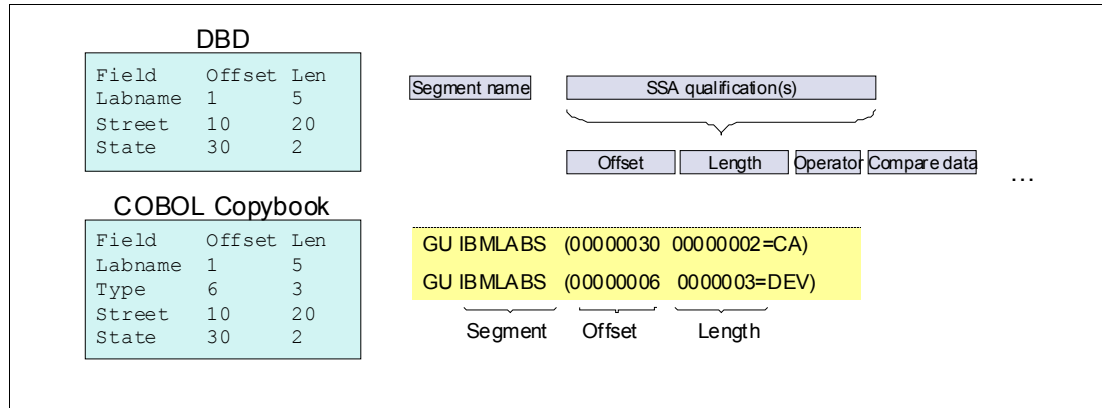 DBD
Field Offset Len
Labname 1 5
Street 10 20
State 30 2
Segment name SSA qualification(s)
Offset Length Operator Compare data ...
COBOL Copybook
Field Offset Len
Labname 1 5
Type 6 3
Street 10 20
State 30 2
GU IBMLABS (00000030 00000002=CA)
GU IBMLABS (00000006 0000003=DEV)
Segment Offset Length